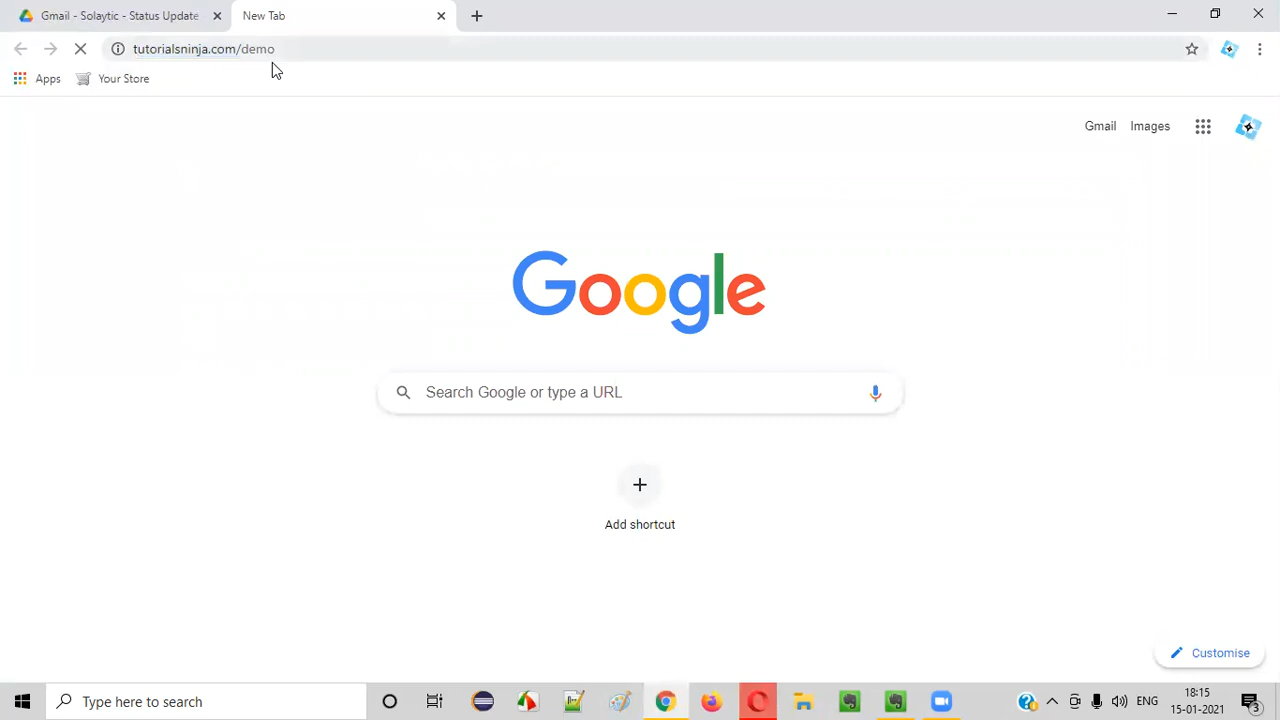 Gmail - Solaytic - Status Update
New Tab
tutorialsninja.com/demo
Apps
Your Store
Gmail
Images
Google
Search Google or type a URL
Add shortcut
Customise
Type here to search
ENG
18:15
15-01-2021
3